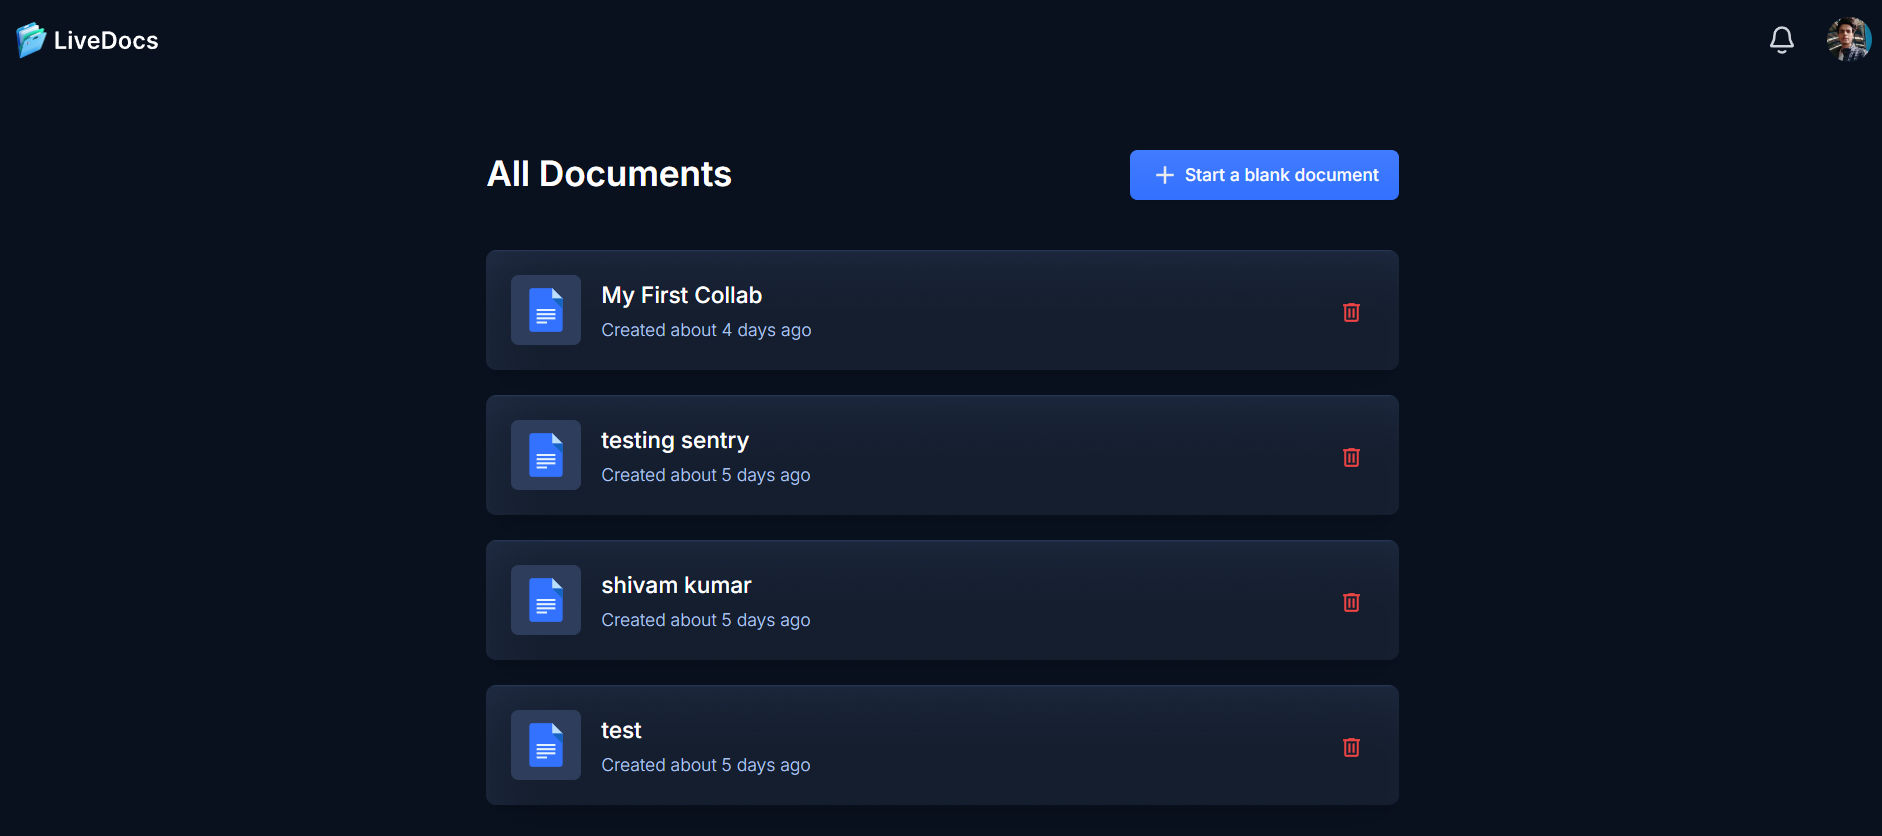 LiveDocs
All Documents
Start a blank document
My First Collab
Created about 4 days ago
testing sentry
Created about 5 days ago
shivam kumar
Created about 5 days ago
test
Created about 5 days ago